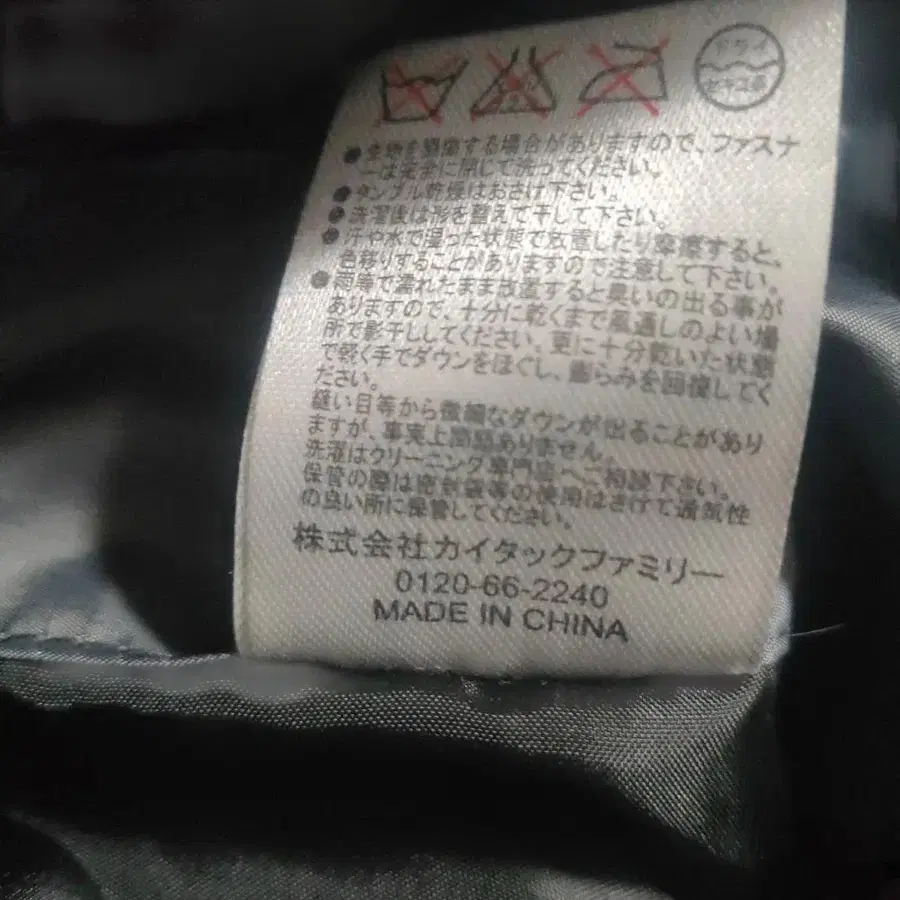 ドライ
●生地を損傷する場合がありますので、ファスナ
ーは完全に閉じて洗ってください。
●タンブル乾燥はおさけ下さい。
●洗濯後は形を整えて干して下さい。
●汗や水で湿った状態で放置したり摩擦すると、
色移りすることがありますので注意して下さい。
●雨等で濡れたまま放置すると臭いの出る事が
ありますので、十分に乾くまで風通しのよい場
所で影干ししてください。更に十分乾いた状態
で軽く手でダウンをほぐし、膨らみを回復してく
ださい。
縫い目等から微細なダウンが出ることがあり
ますが、事実上問題ありません。
洗濯はクリーニング専門店へご相談下さい。
保管の際は密封袋等の使用はさけて通気性
の良い所に保管してください。
株式会社カイタックファミリー
0120-66-2240
MADE IN CHINA